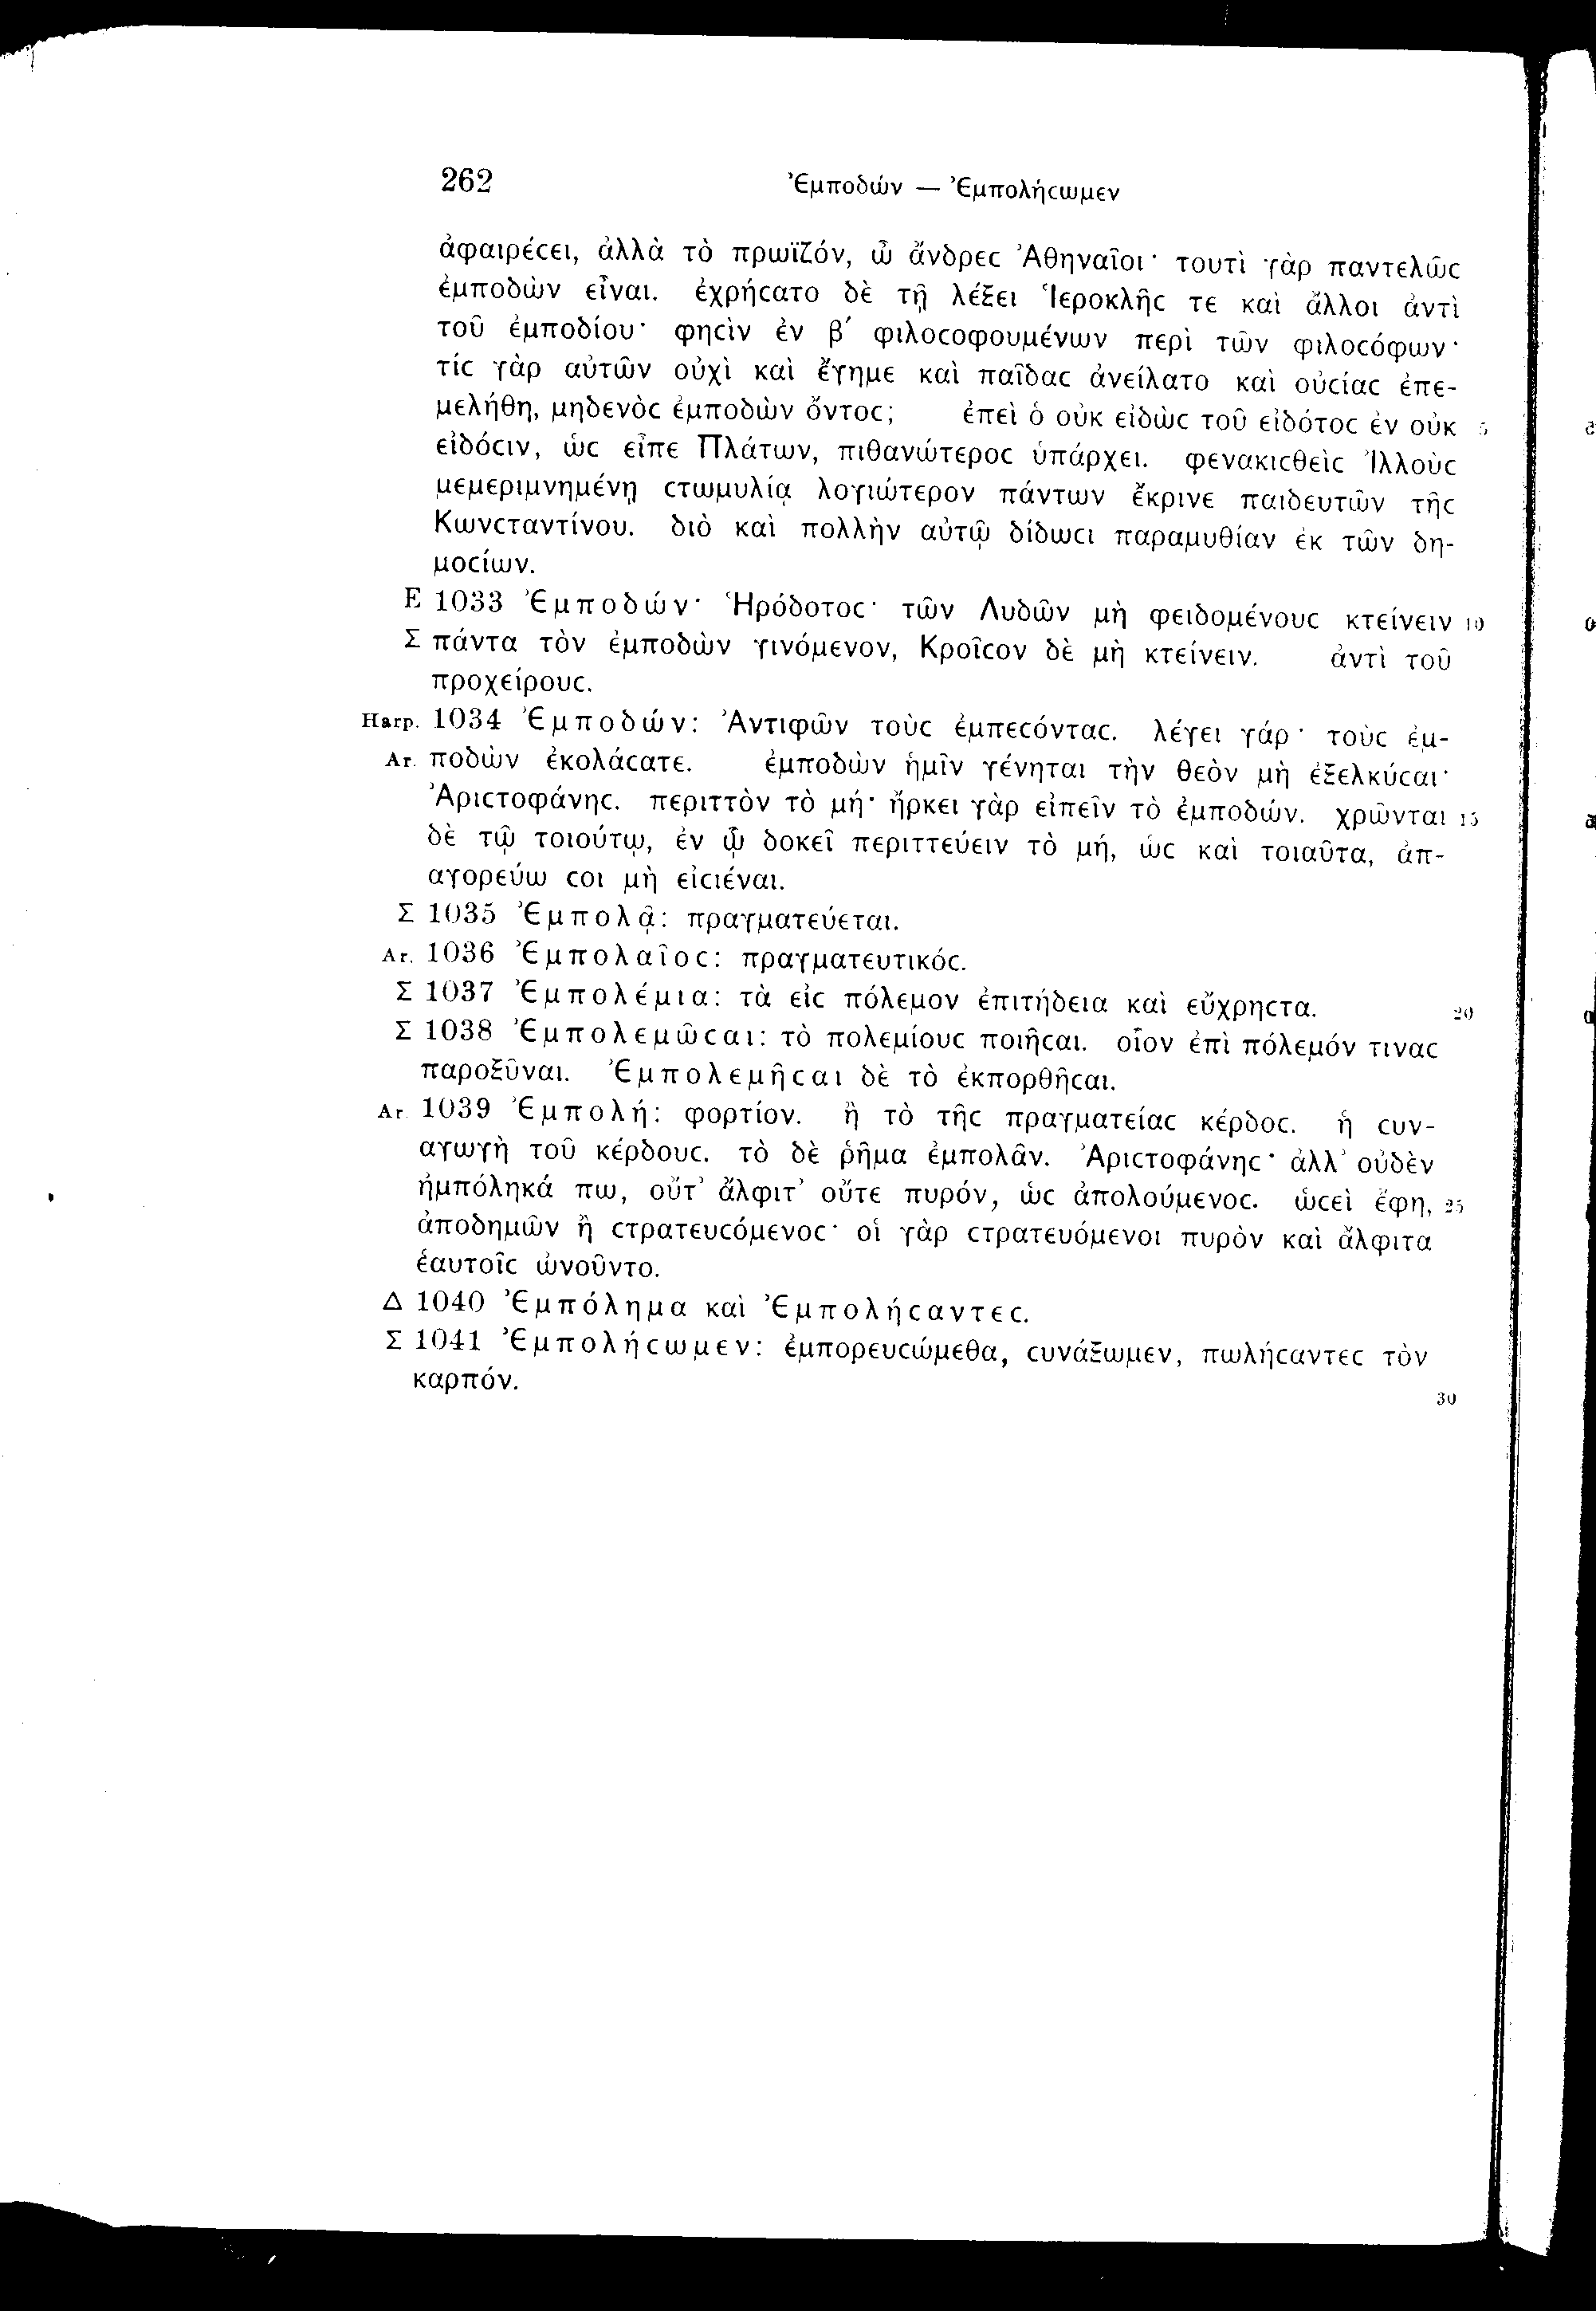 262 Ἐμποδών — Ἐμπολήϲωμεν
ἀφαιρέϲει, ἀλλὰ τὸ πρωϊζόν, ὦ ἄνδρεϲ Ἀθηναῖοι· τουτὶ γὰρ παντελῶϲ
ἐμποδὼν εἶναι. ἐχρήϲατο δὲ τῇ λέξει Ἱεροκλῆϲ τε καὶ ἄλλοι ἀντὶ
τοῦ ἐμποδίου· φηϲὶν ἐν β′ φιλοϲοφουμένων περὶ τῶν φιλοϲόφων·
τίϲ γὰρ αὐτῶν οὐχὶ καὶ ἔγημε καὶ παῖδαϲ ἀνείλατο καὶ οὐϲίαϲ ἐπε-
μελήθη, μηδενὸϲ ἐμποδὼν ὄντοϲ; ἐπεὶ ὁ οὐκ εἰδὼϲ τοῦ εἰδότοϲ ἐν οὐκ 5
εἰδόϲιν, ὡϲ εἶπε Πλάτων, πιθανώτεροϲ ὑπάρχει. φενακιϲθεὶϲ Ἰλλοὺϲ
μεμεριμνημένῃ ϲτωμυλίᾳ λογιώτερον πάντων ἔκρινε παιδευτῶν τῆϲ
Κωνϲταντίνου. διὸ καὶ πολλὴν αὐτῷ δίδωϲι παραμυθίαν ἐκ τῶν δη-
μοϲίων.
E 1033 Ἐμποδών· Ἡρόδοτοϲ· τῶν Λυδῶν μὴ φειδομένουϲ κτείνειν 10
Σ πάντα τὸν ἐμποδὼν γινόμενον, Κροῖϲον δὲ μὴ κτείνειν. ἀντὶ τοῦ
προχείρουϲ.
Harp. 1034 Ἐμποδών: Ἀντιφῶν τοὺϲ ἐμπεϲόνταϲ. λέγει γάρ· τοὺϲ ἐμ-
Ar. ποδὼν ἐκολάϲατε. ἐμποδὼν ἡμῖν γένηται τὴν θεὸν μὴ ἐξελκύϲαι·
Ἀριϲτοφάνηϲ. περιττὸν τὸ μή· ἤρκει γὰρ εἰπεῖν τὸ ἐμποδών. χρῶνται 15
δὲ τῷ τοιούτῳ, ἐν ᾧ δοκεῖ περιττεύειν τὸ μή, ὡϲ καὶ τοιαῦτα, ἀπ-
αγορεύω ϲοι μὴ εἰϲιέναι.
Σ 1035 Ἐμπολᾷ: πραγματεύεται.
Ar. 1036 Ἐμπολαῖοϲ: πραγματευτικόϲ.
Σ 1037 Ἐμπολέμια: τὰ εἰϲ πόλεμον ἐπιτήδεια καὶ εὔχρηϲτα. 20
Σ 1038 Ἐμπολεμῶϲαι: τὸ πολεμίουϲ ποιῆϲαι. οἷον ἐπὶ πόλεμόν τιναϲ
παροξῦναι. Ἐμπολεμῆϲαι δὲ τὸ ἐκπορθῆϲαι.
Ar. 1039 Ἐμπολή: φορτίον. ἢ τὸ τῆϲ πραγματείαϲ κέρδοϲ. ἡ ϲυν-
αγωγὴ τοῦ κέρδουϲ. τὸ δὲ ῥῆμα ἐμπολᾶν. Ἀριϲτοφάνηϲ· ἀλλ’ οὐδὲν
ἠμπόληκά πω, οὔτ’ ἄλφιτ’ οὔτε πυρόν, ὡϲ ἀπολούμενοϲ. ὡϲεὶ ἔφη, 25
ἀποδημῶν ἢ ϲτρατευϲόμενοϲ· οἱ γὰρ ϲτρατευόμενοι πυρὸν καὶ ἄλφιτα
ἑαυτοῖϲ ὠνοῦντο.
Δ 1040 Ἐμπόλημα καὶ Ἐμπολήϲαντεϲ.
Σ 1041 Ἐμπολήϲωμεν: ἐμπορευϲώμεθα, ϲυνάξωμεν, πωλήϲαντεϲ τὸν
καρπόν. 30